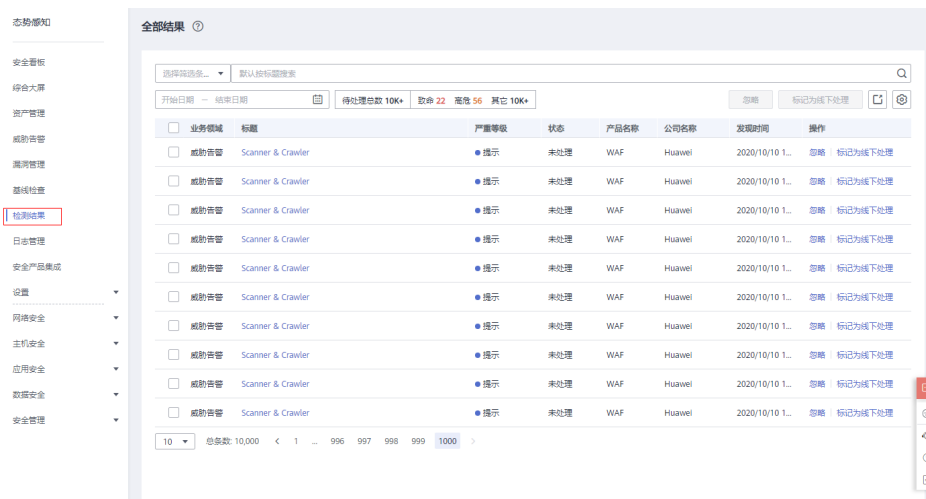 态势感知
安全看板
综合大屏
资产管理
威胁告警
漏洞管理
基线检查
检测结果
日志管理
安全产品集成
设置
网络安全
主机安全
应用安全
数据安全
安全管理
全部结果
选择筛选条... 默认按标题搜索
开始日期 – 结束日期 待处理总数 10K+ 致命 22 高危 56 其它 10K+ 忽略 标记为线下处理
业务领域 标题 严重等级 状态 产品名称 公司名称 发现时间 操作
威胁告警 Scanner & Crawler 提示 未处理 WAF Huawei 2020/10/10 1... 忽略 标记为线下处理
威胁告警 Scanner & Crawler 提示 未处理 WAF Huawei 2020/10/10 1... 忽略 标记为线下处理
威胁告警 Scanner & Crawler 提示 未处理 WAF Huawei 2020/10/10 1... 忽略 标记为线下处理
威胁告警 Scanner & Crawler 提示 未处理 WAF Huawei 2020/10/10 1... 忽略 标记为线下处理
威胁告警 Scanner & Crawler 提示 未处理 WAF Huawei 2020/10/10 1... 忽略 标记为线下处理
威胁告警 Scanner & Crawler 提示 未处理 WAF Huawei 2020/10/10 1... 忽略 标记为线下处理
威胁告警 Scanner & Crawler 提示 未处理 WAF Huawei 2020/10/10 1... 忽略 标记为线下处理
威胁告警 Scanner & Crawler 提示 未处理 WAF Huawei 2020/10/10 1... 忽略 标记为线下处理
威胁告警 Scanner & Crawler 提示 未处理 WAF Huawei 2020/10/10 1... 忽略 标记为线下处理
威胁告警 Scanner & Crawler 提示 未处理 WAF Huawei 2020/10/10 1... 忽略 标记为线下处理
10 总条数: 10,000 < 1 ... 996 997 998 999 1000 >